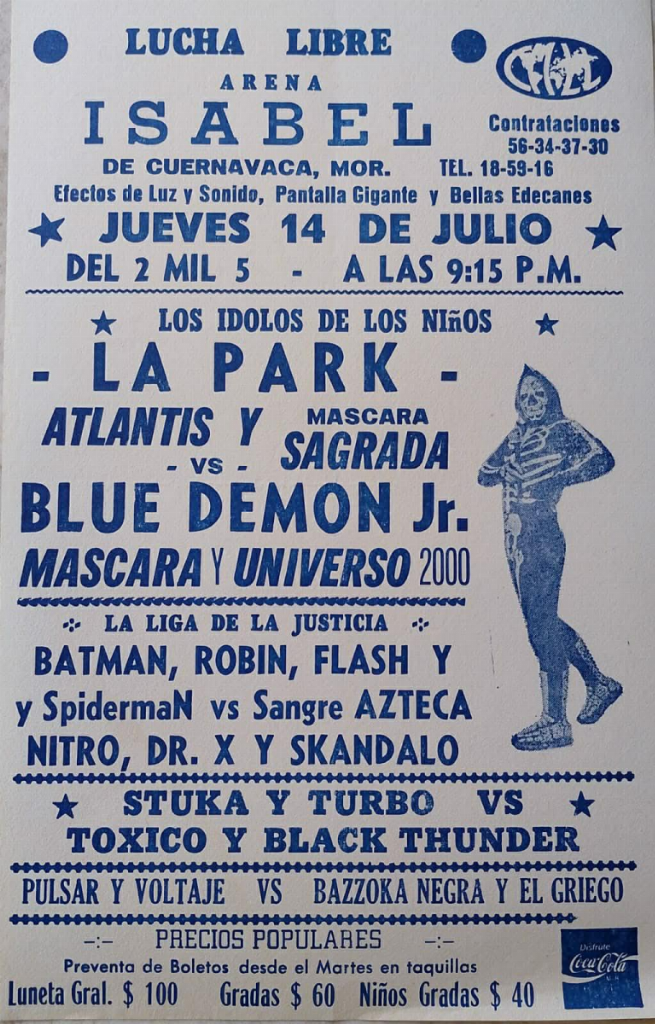 LUCHA LIBRE
ARENA
ISABEL
Contrataciones
56-34-37-30
DE CUERNAVACA, MOR. TEL. 18-59-16
Efectos de Luz y Sonido, Pantalla Gigante y Bellas Edecanes
JUEVES 14 DE JULIO
DEL 2 MIL 5 - A LAS 9:15 P.M.
LOS IDOLOS DE LOS NIñOS
- LA PARK -
ATLANTIS Y MASCARA
SAGRADA
- VS -
BLUE DEMON Jr.
MASCARA Y UNIVERSO 2000
LA LIGA DE LA JUSTICIA
BATMAN, ROBIN, FLASH Y
y SpidermaN vs Sangre AZTECA
NITRO, DR. X Y SKANDALO
STUKA Y TURBO VS
TOXICO Y BLACK THUNDER
PULSAR Y VOLTAJE VS BAZZOKA NEGRA Y EL GRIEGO
-:- PRECIOS POPULARES -:-
Preventa de Boletos desde el Martes en taquillas
Luneta Gral. $ 100 Gradas $ 60 Niños Gradas $ 40
Disfrute
Coca-Cola